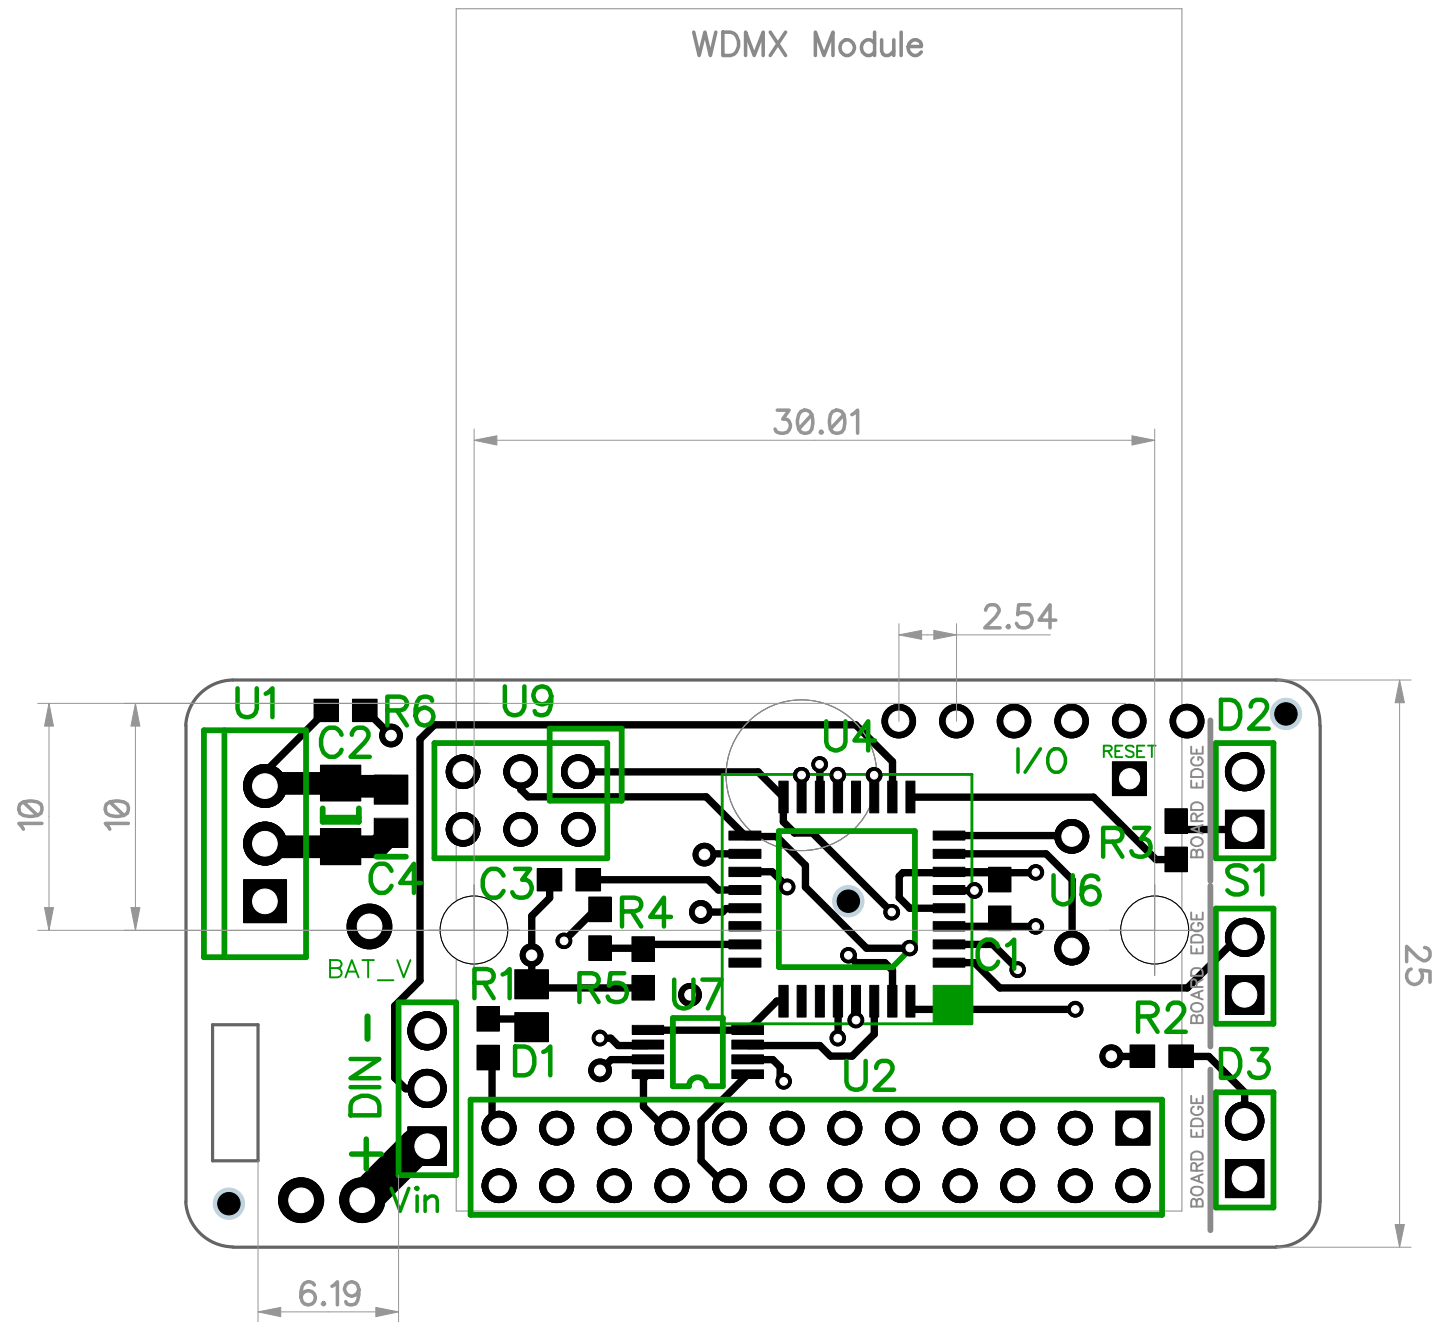 WDMX Module
30.01
2.54
U1
R6
U9
U4
D2
C2
I/O
RESET
BOARD EDGE
10
10
R3
C4
C3
U6
S1
R4
BOARD EDGE
BAT_V
C1
25
R1
R5
U7
R2
- DIN +
D1
U2
D3
BOARD EDGE
Vin
6.19